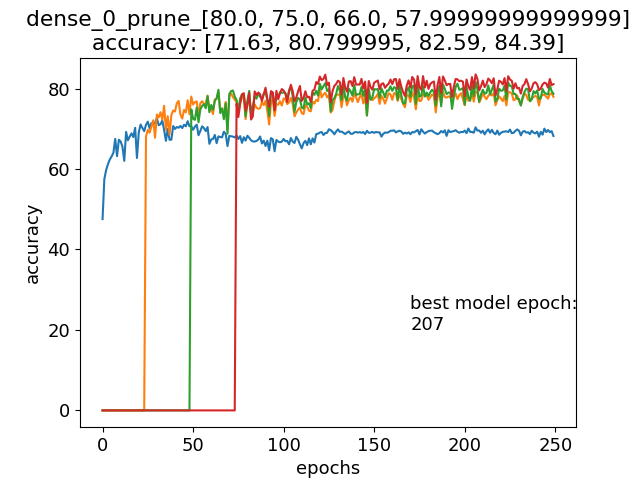 dense_0_prune_[80.0, 75.0, 66.0, 57.99999999999999]
accuracy: [71.63, 80.799995, 82.59, 84.39]
accuracy
80
60
40
20
0
best model epoch:
207
0 50 100 150 200 250
epochs